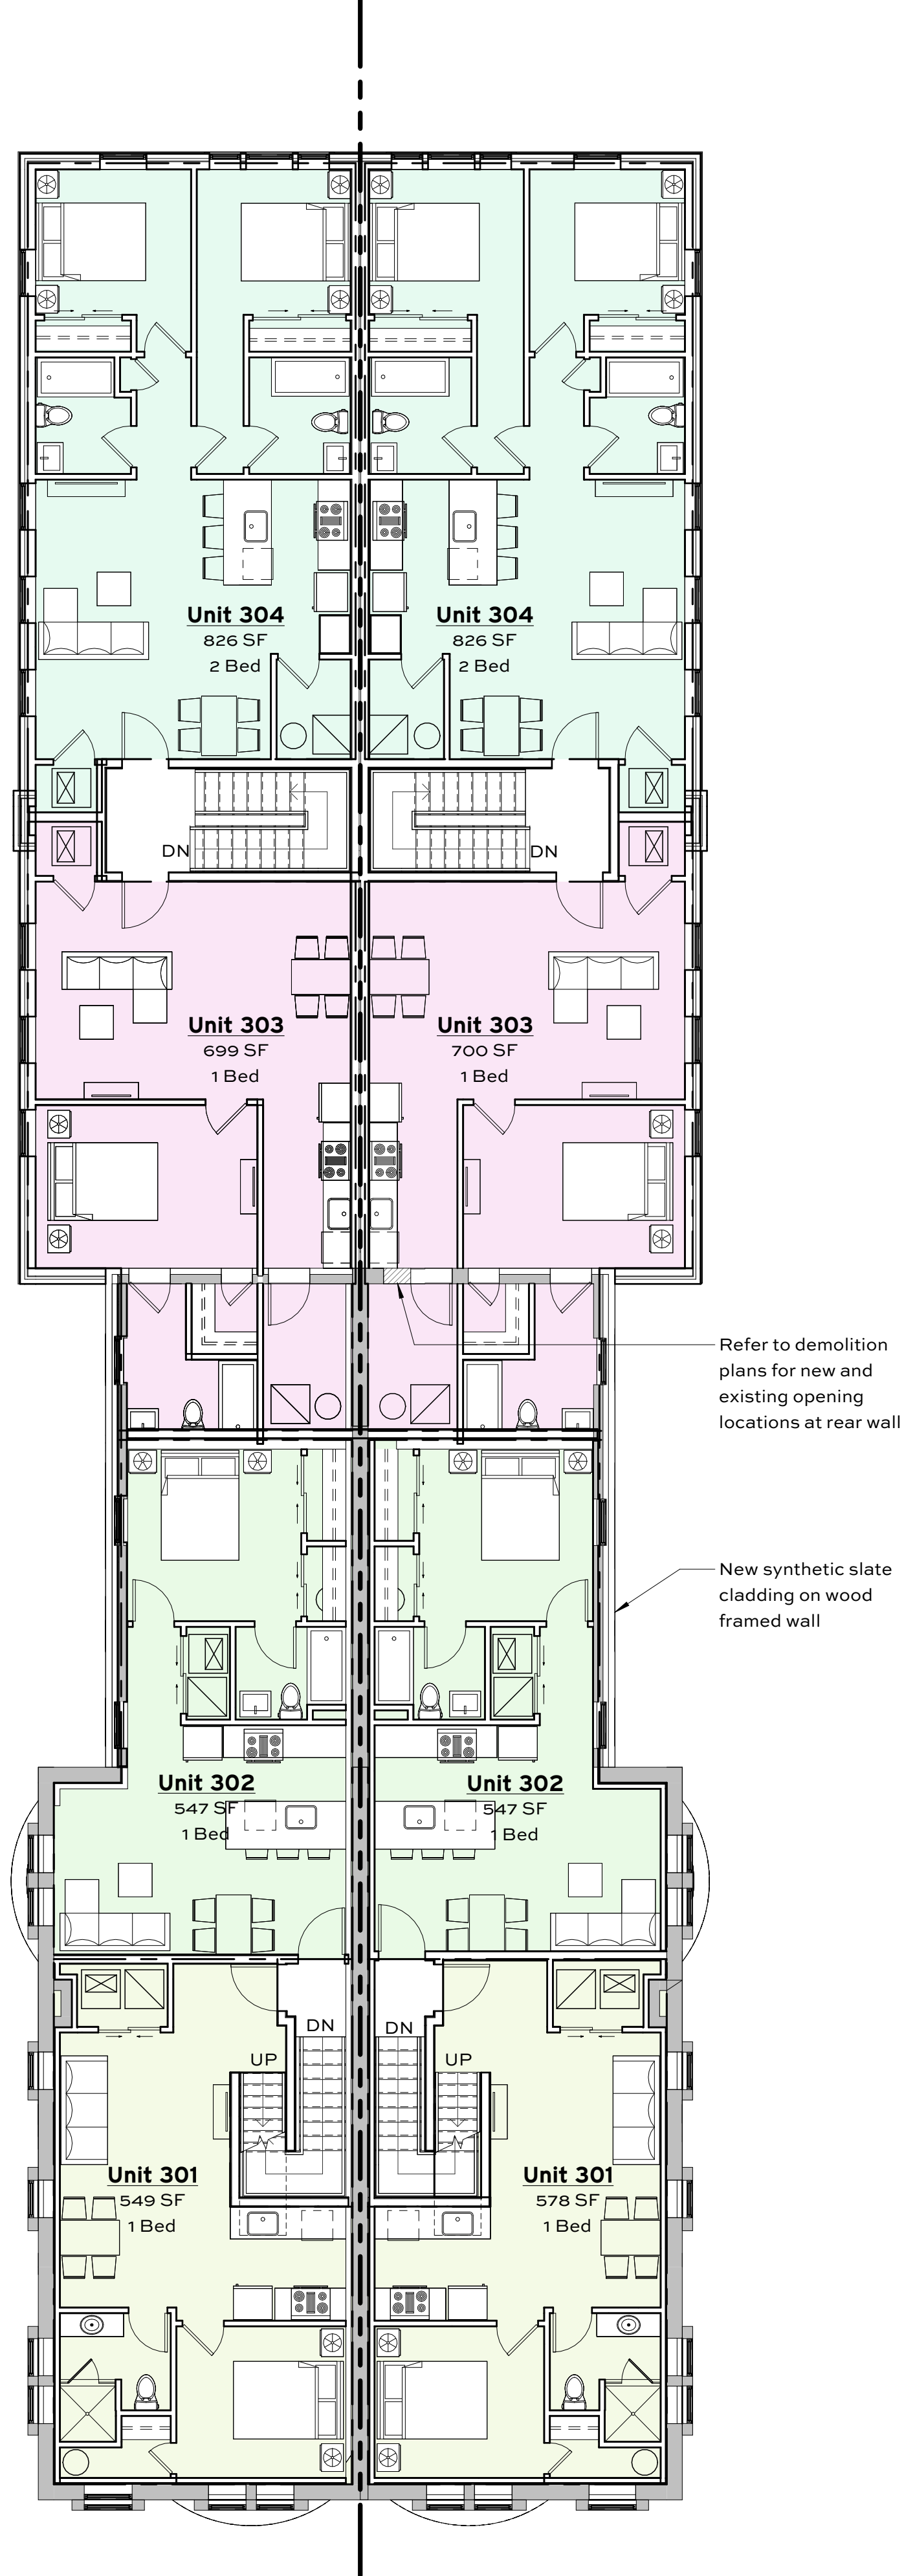 Unit 304
826 SF
2 Bed
Unit 304
826 SF
2 Bed
DN
DN
Unit 303
699 SF
1 Bed
Unit 303
700 SF
1 Bed
Refer to demolition
plans for new and
existing opening
locations at rear wall
New synthetic slate
cladding on wood
framed wall
Unit 302
547 SF
1 Bed
Unit 302
547 SF
1 Bed
DN
DN
UP
UP
Unit 301
549 SF
1 Bed
Unit 301
578 SF
1 Bed